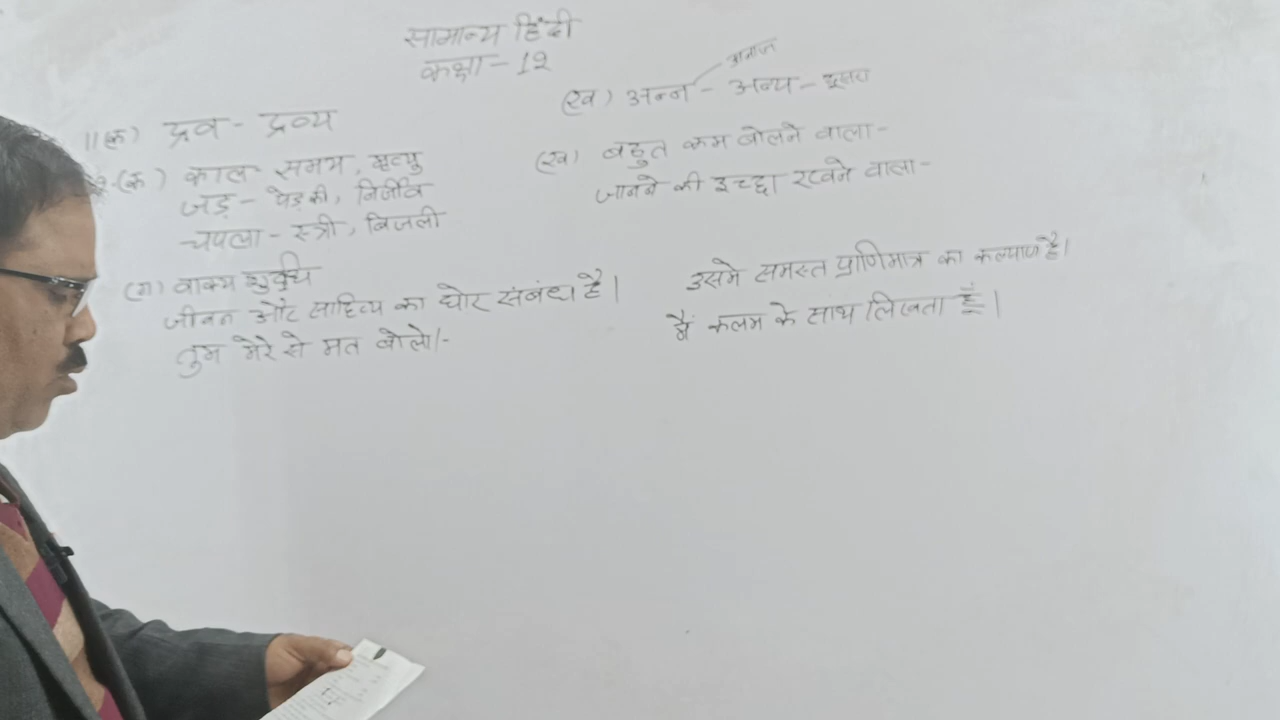 सामान्य हिंदी
कक्षा - 12
11(क) द्रव - द्रव्य
(ख) अन्न - अन्य - दूसरा
अनाज
(क) काल - समय, मृत्यु
जड़ - पेड़ की, निर्जीव
चपला - स्त्री, बिजली
(ख) बहुत कम बोलने वाला -
जानने की इच्छा रखने वाला -
(ग) वाक्य शुद्धि
जीवन और साहित्य का घोर संबंध है।
तुम मेरे से मत बोलो।-
उसमे समस्त प्राणिमात्र का कल्याण है।
मैं कलम के साथ लिखता हूँ।